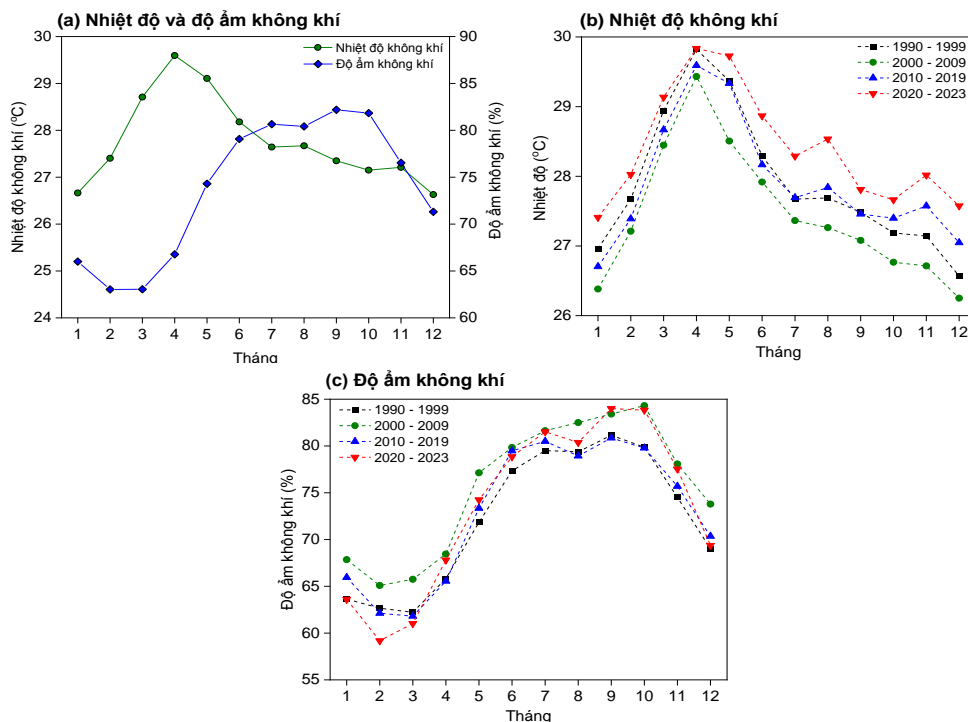 (a) Nhiệt độ và độ ẩm không khí
Nhiệt độ không khí
Độ ẩm không khí
Nhiệt độ không khí (°C)
30
29
28
27
26
25
24
Độ ẩm không khí (%)
90
85
80
75
70
65
60
1 2 3 4 5 6 7 8 9 10 11 12
Tháng
(b) Nhiệt độ không khí
1990 - 1999
2000 - 2009
2010 - 2019
2020 - 2023
Nhiệt độ (°C)
30
29
28
27
26
1 2 3 4 5 6 7 8 9 10 11 12
Tháng
(c) Độ ẩm không khí
1990 - 1999
2000 - 2009
2010 - 2019
2020 - 2023
Độ ẩm không khí (%)
85
80
75
70
65
60
55
1 2 3 4 5 6 7 8 9 10 11 12
Tháng